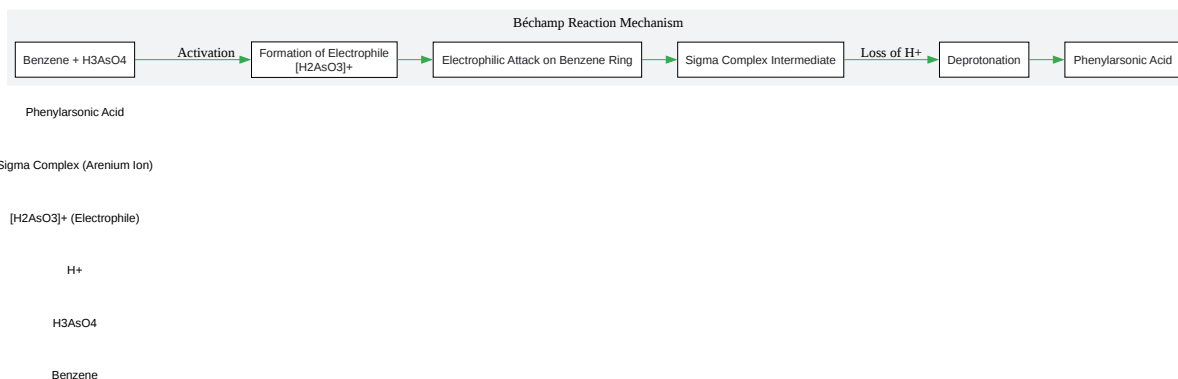 Béchamp Reaction Mechanism
Benzene + H3AsO4
Activation
Formation of Electrophile
[H2AsO3]+
Electrophilic Attack on Benzene Ring
Sigma Complex Intermediate
Loss of H+
Deprotonation
Phenylarsonic Acid
Phenylarsonic Acid
Sigma Complex (Arenium Ion)
[H2AsO3]+ (Electrophile)
H+
H3AsO4
Benzene